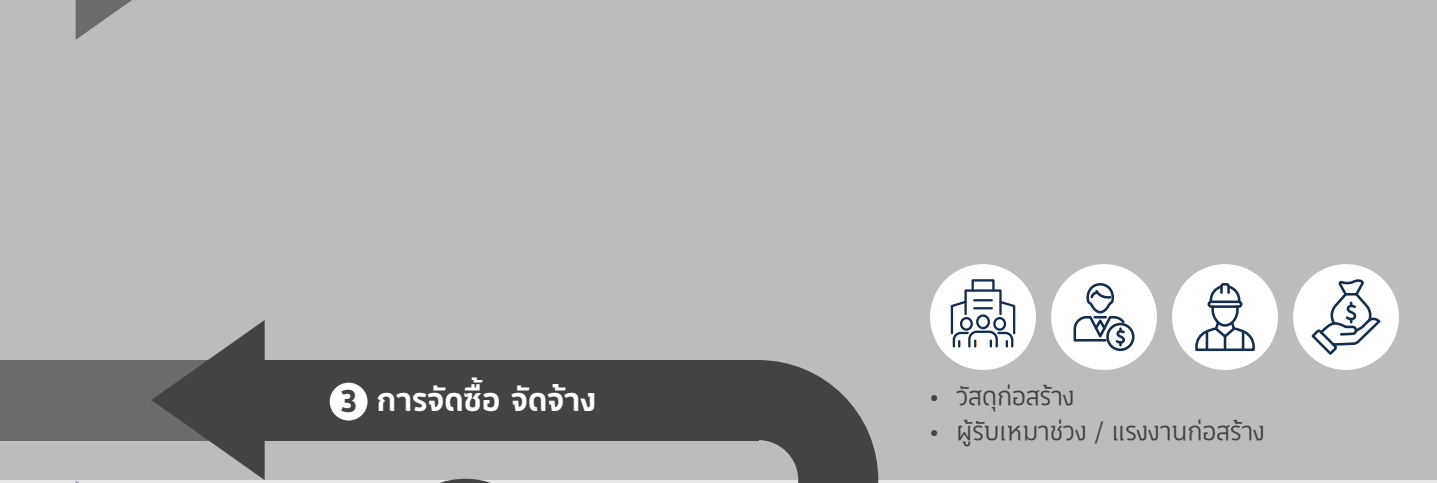 3 การจัดซื้อ จัดจ้าง
• วัสดุก่อสร้าง
• ผู้รับเหมาช่วง / แรงงานก่อสร้าง